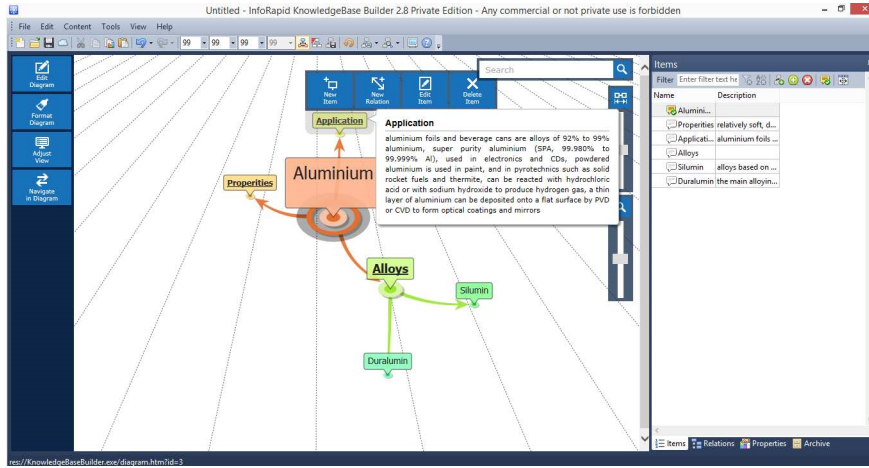 Untitled - InfoRapid KnowledgeBase Builder 2.8 Private Edition - Any commercial or not private use is forbidden
File Edit Content Tools View Help
99 99 99 99
Edit
Diagram
Format
Diagram
Adjust
View
Navigate
in Diagram
Search
New
Item
New
Relation
Edit
Item
Delete
Item
Application
Application
aluminium foils and beverage cans are alloys of 92% to 99%
aluminium, super purity aluminium (SPA, 99.980% to
99.999% Al), used in electronics and CDs, powdered
aluminium is used in paint, and in pyrotechnics such as solid
rocket fuels and thermite, can be reacted with hydrochloric
acid or with sodium hydroxide to produce hydrogen gas, a thin
layer of aluminium can be deposited onto a flat surface by PVD
or CVD to form optical coatings and mirrors
Aluminium
Properities
Alloys
Silumin
Duralumin
Items
Filter Enter filter text he
Name Description
Alumini...
Properities relatively soft, d...
Applicati... aluminium foils ...
Alloys
Silumin alloys based on ...
Duralumin the main alloyin...
Items Relations Properties Archive
res://KnowledgeBaseBuilder.exe/diagram.htm?id=3